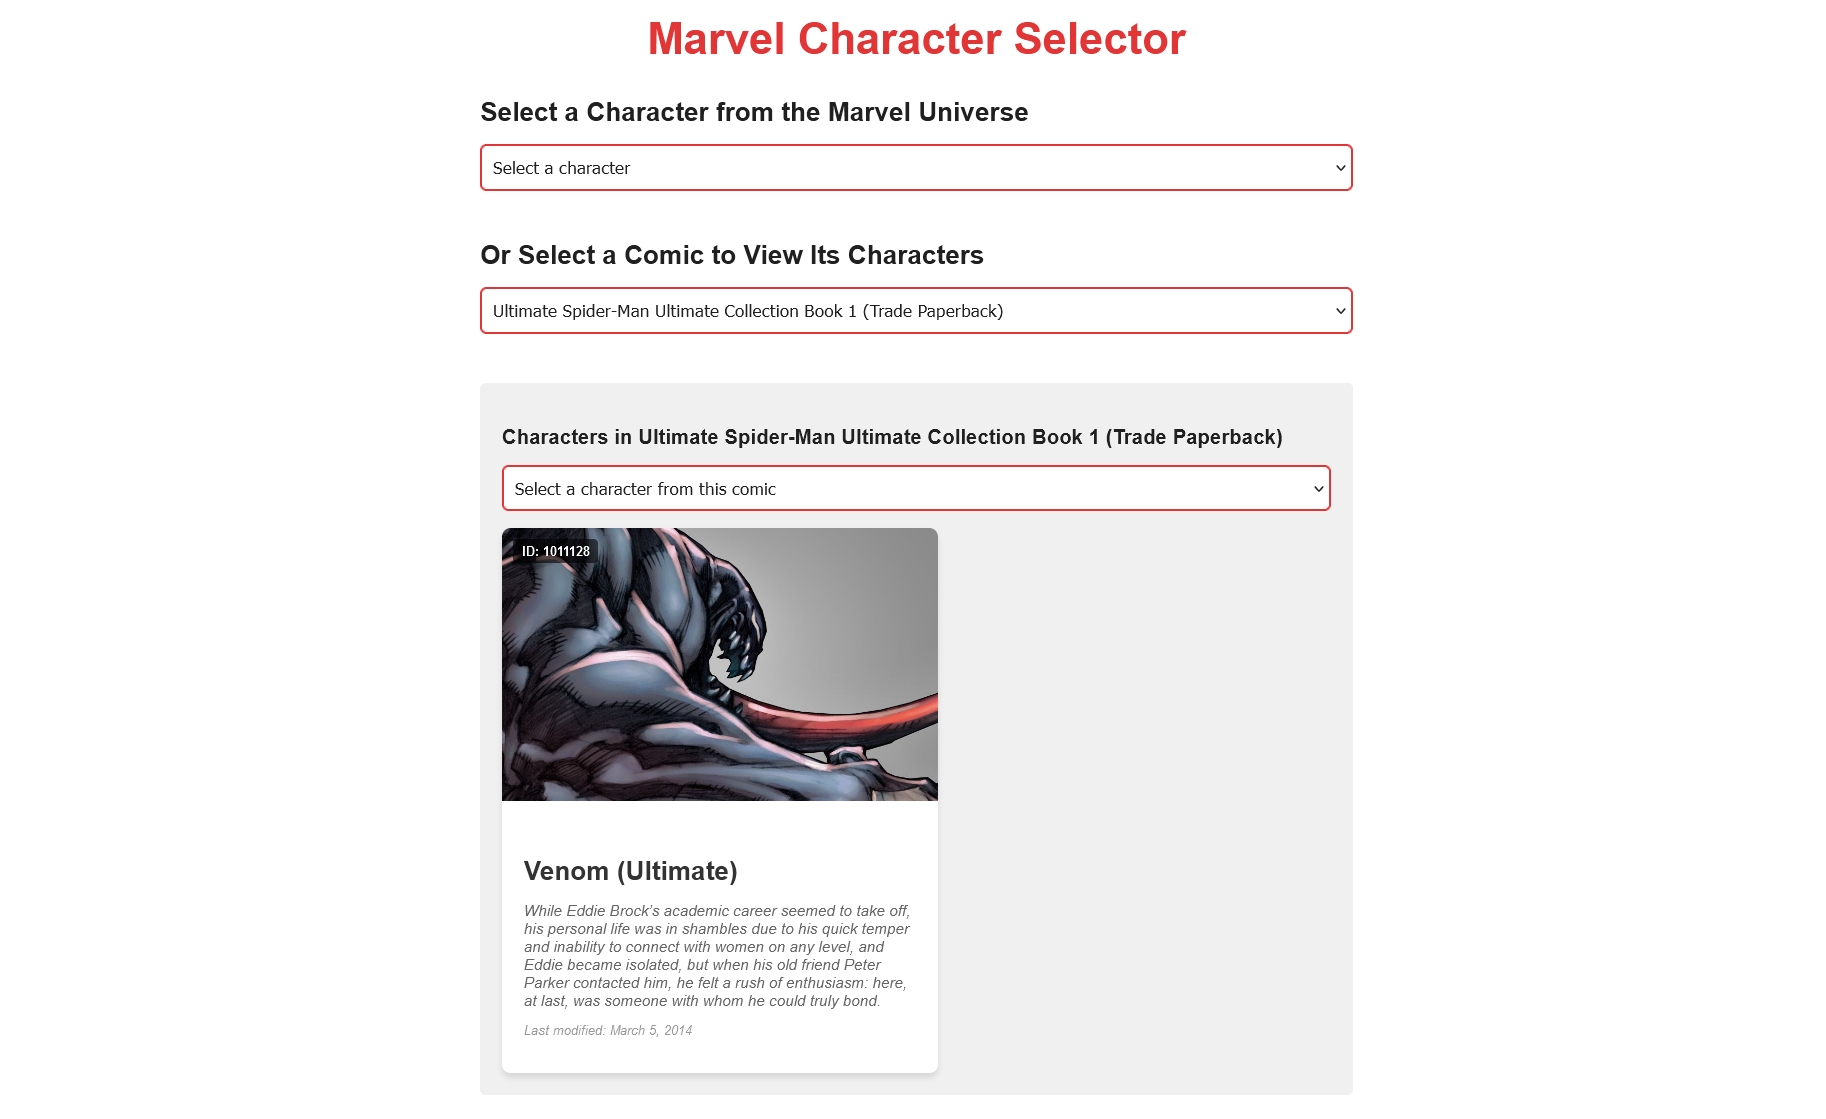 Marvel Character Selector
Select a Character from the Marvel Universe
Select a character
Or Select a Comic to View Its Characters
Ultimate Spider-Man Ultimate Collection Book 1 (Trade Paperback)
Characters in Ultimate Spider-Man Ultimate Collection Book 1 (Trade Paperback)
Select a character from this comic
ID: 1011128
Venom (Ultimate)
While Eddie Brock’s academic career seemed to take off,
his personal life was in shambles due to his quick temper
and inability to connect with women on any level, and
Eddie became isolated, but when his old friend Peter
Parker contacted him, he felt a rush of enthusiasm: here,
at last, was someone with whom he could truly bond.
Last modified: March 5, 2014